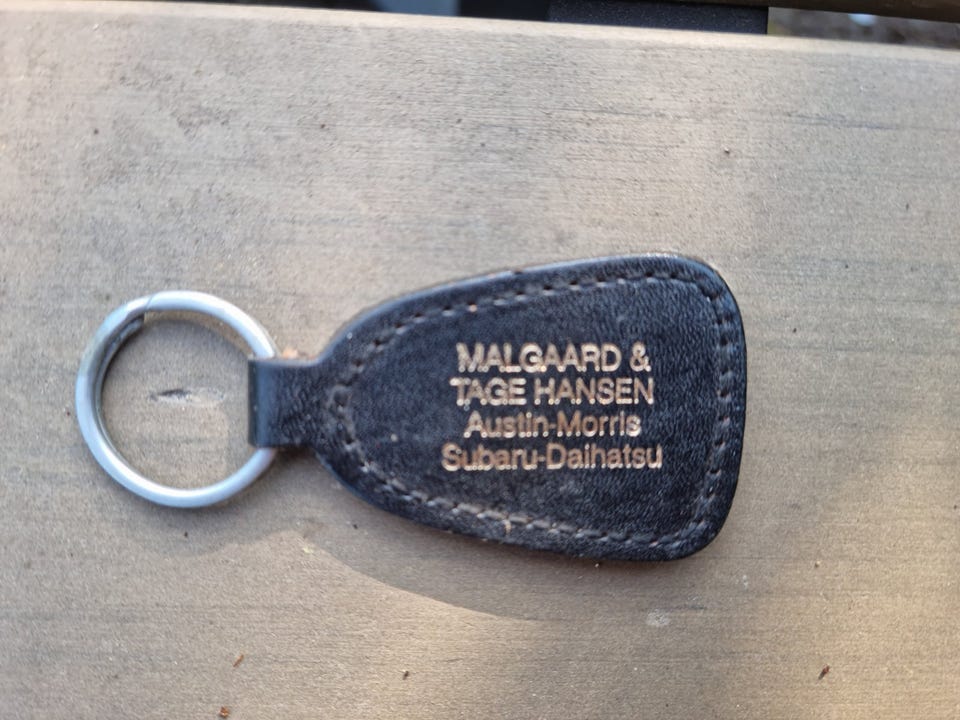 MALGAARD &
TAGE HANSEN
Austin-Morris
Subaru-Daihatsu